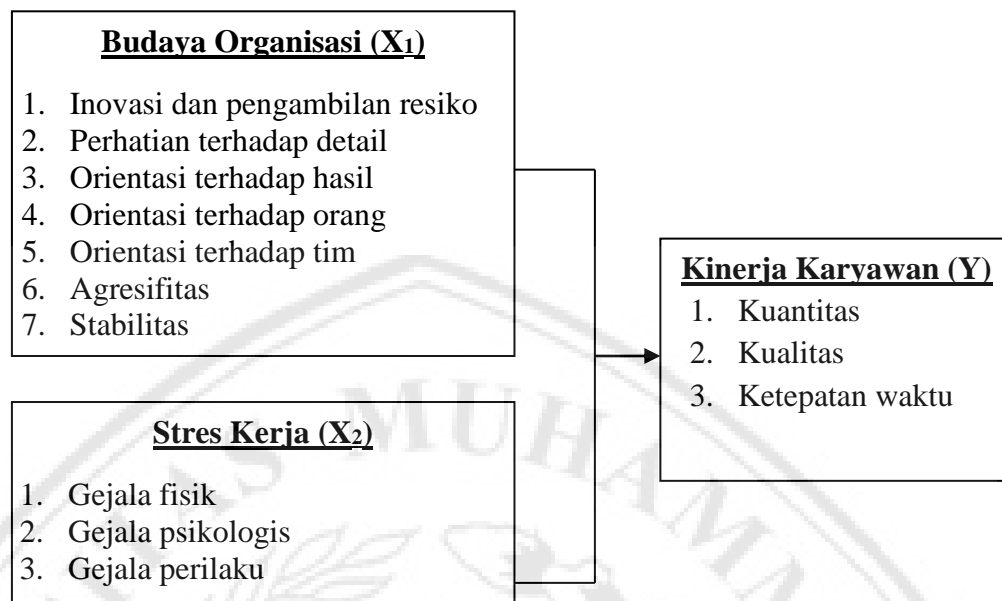 Budaya Organisasi (X1)
1. Inovasi dan pengambilan resiko
2. Perhatian terhadap detail
3. Orientasi terhadap hasil
4. Orientasi terhadap orang
5. Orientasi terhadap tim
6. Agresifitas
7. Stabilitas
Stres Kerja (X2)
1. Gejala fisik
2. Gejala psikologis
3. Gejala perilaku
Kinerja Karyawan (Y)
1. Kuantitas
2. Kualitas
3. Ketepatan waktu